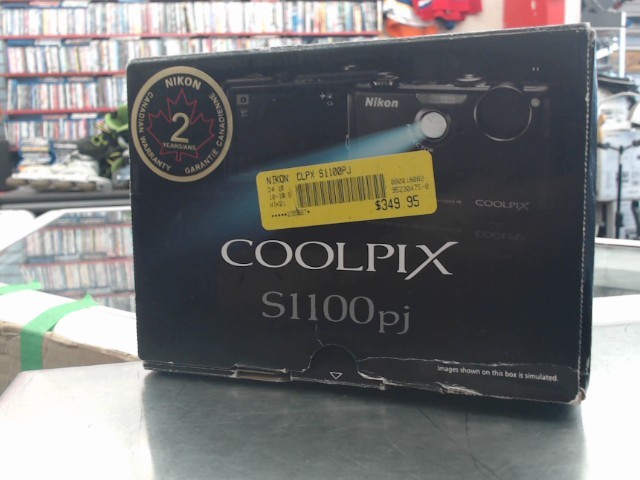 NIKON
CANADIAN WARRANTY
2
YEARS/ANS
GARANTIE CANADIENNE
Nikon
NIKON CLPX S1100PJ
$349 95
COOLPIX
COOLPIX
S1100pj
Images shown on this box is simulated.